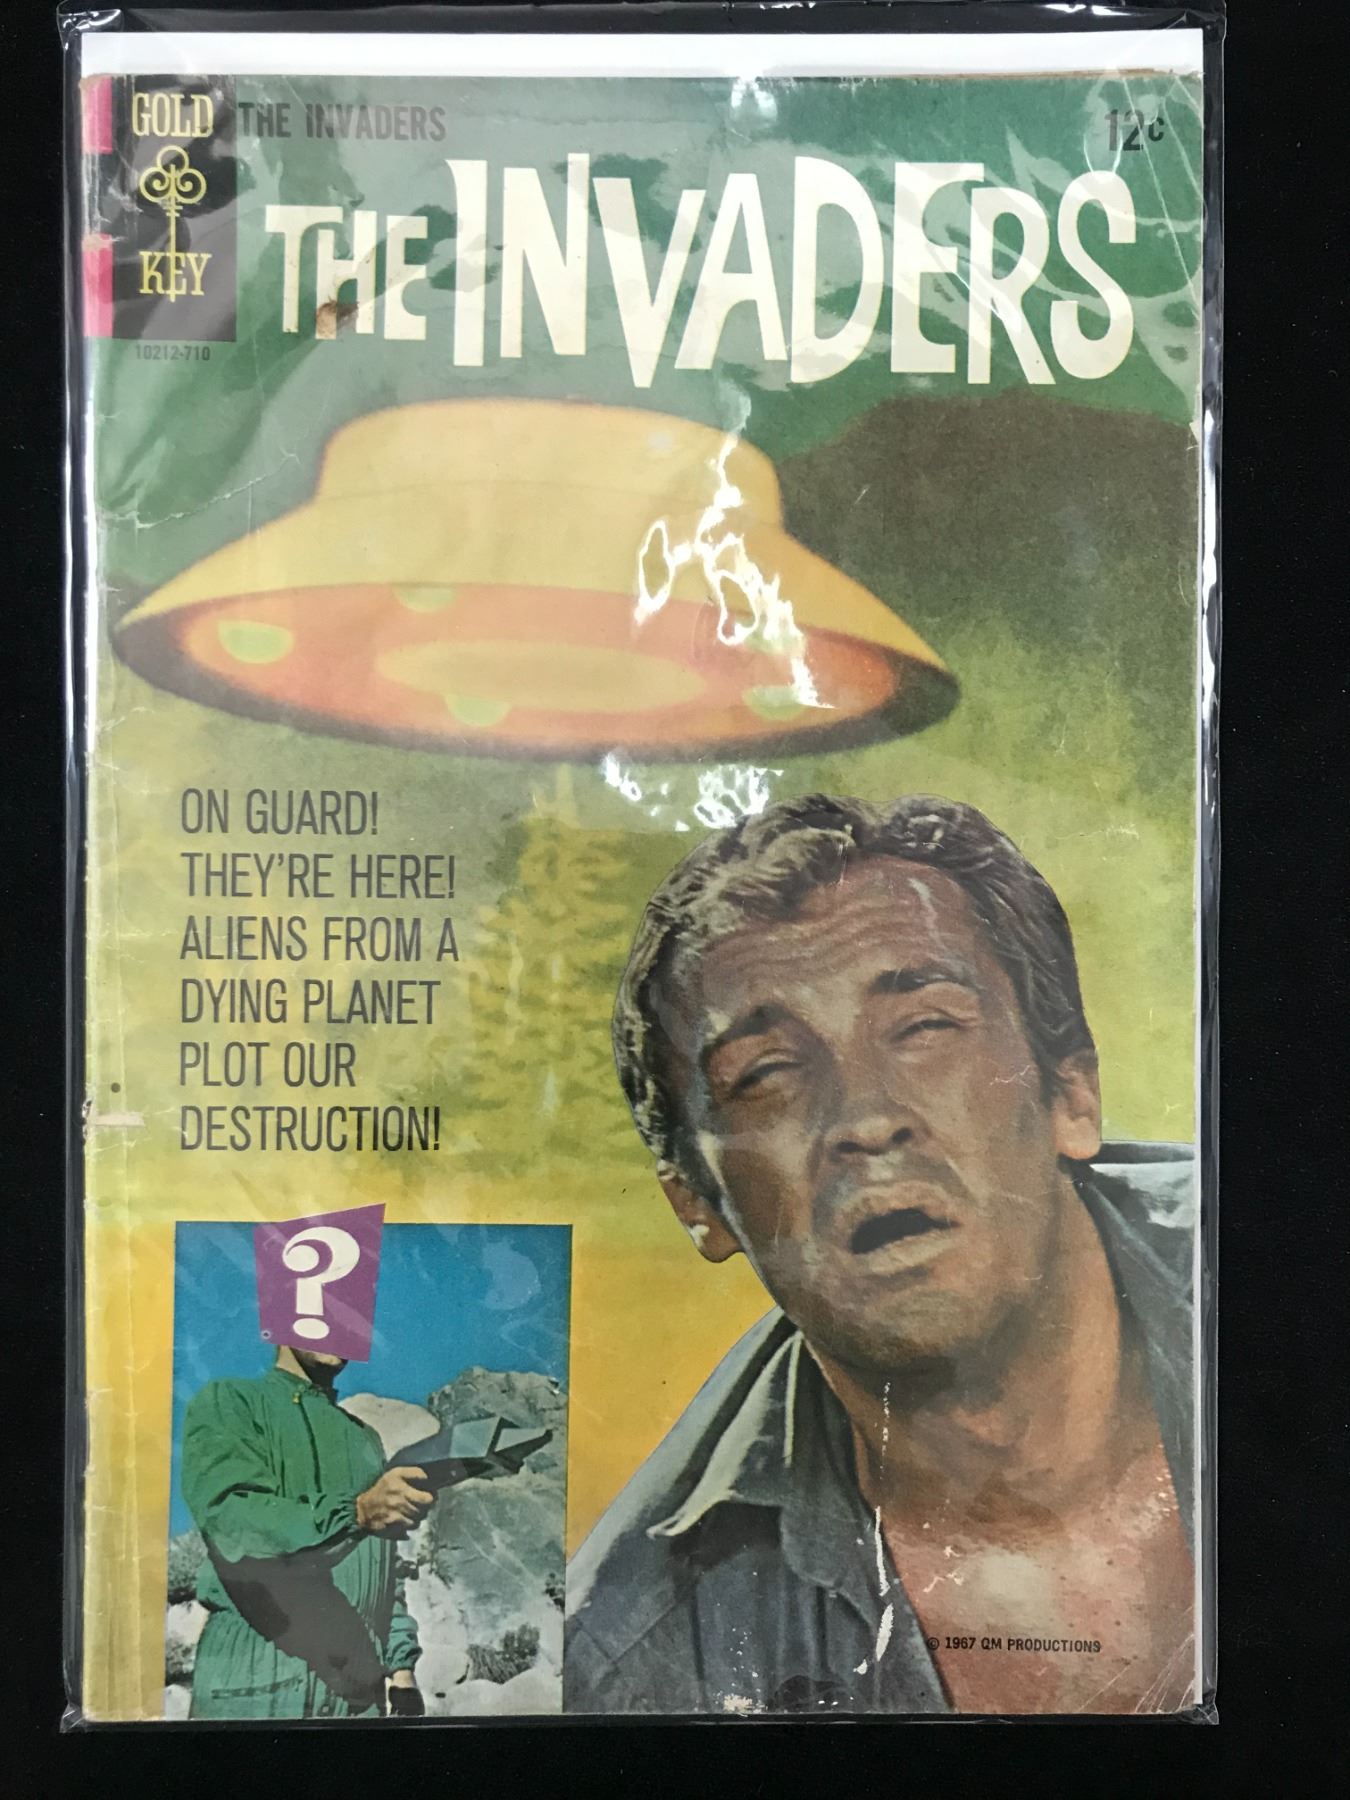 GOLD
KEY
10212-710
THE INVADERS
12¢
THE INVADERS
ON GUARD!
THEY'RE HERE!
ALIENS FROM A
DYING PLANET
PLOT OUR
DESTRUCTION!
?
© 1967 QM PRODUCTIONS